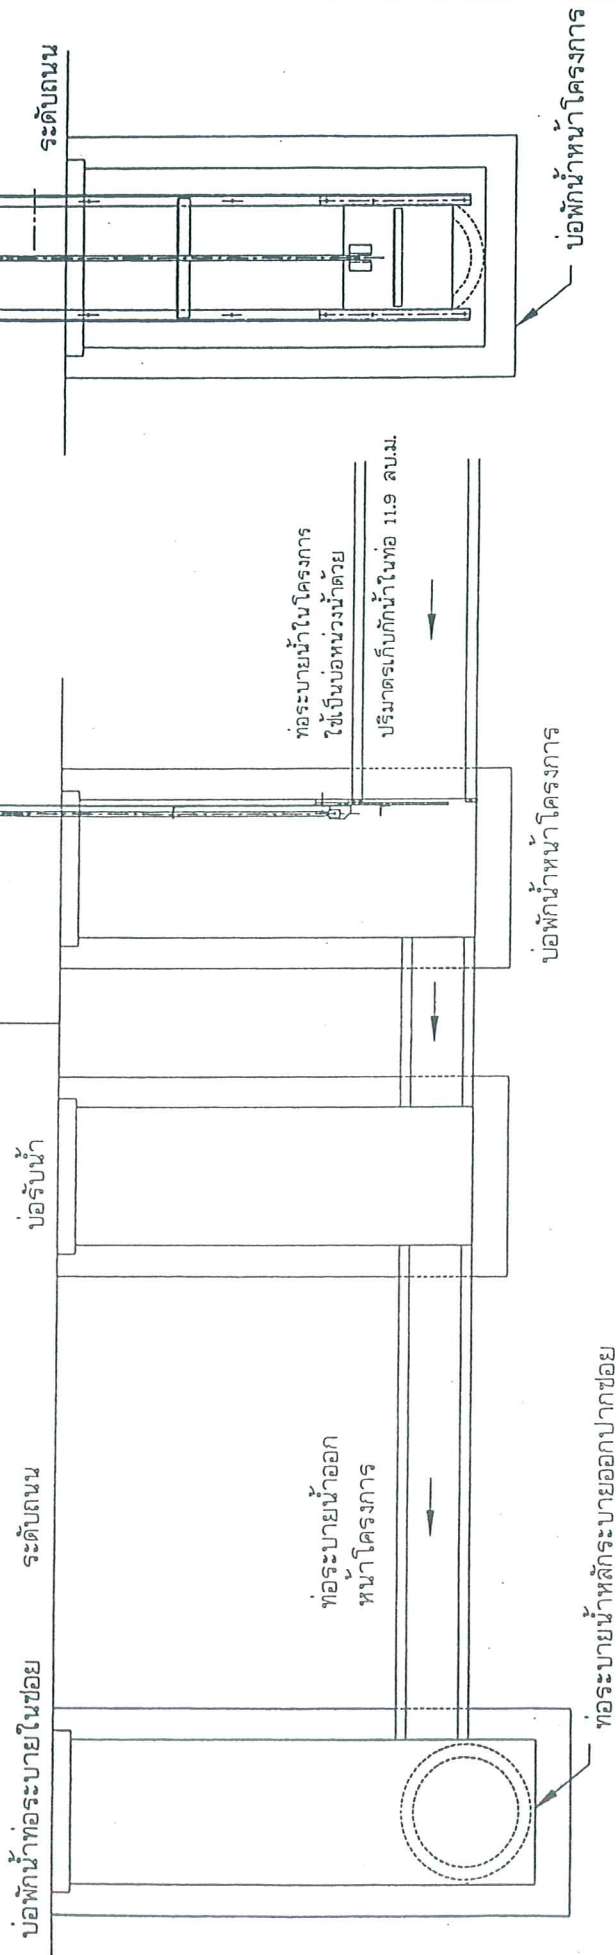 บ่อพักน้ำท่อระบายในซอย
ระดับถนน
บ่อรับน้ำ
ระดับถนน
ท่อระบายน้ำออก
หน้าโครงการ
ท่อระบายน้ำในโครงการ
ใช้เป็นบ่อหน่วงน้ำด้วย
ปริมาตรเก็บกักน้ำในท่อ 11.9 ลบ.ม.
ท่อระบายน้ำหลักระบายออกปากซอย
บ่อพักน้ำหน้าโครงการ
บ่อพักน้ำหน้าโครงการ